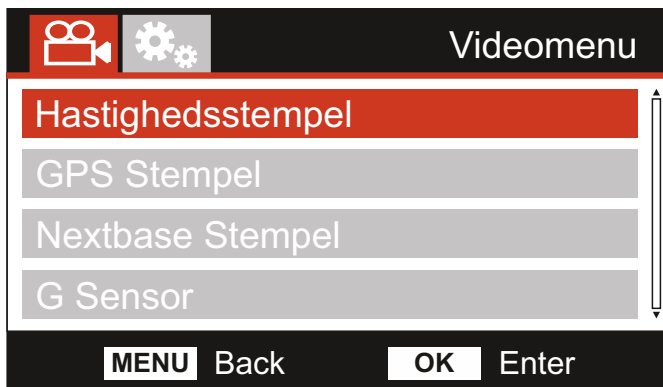 Videomenu
Hastighedsstempel
GPS Stempel
Nextbase Stempel
G Sensor
MENU Back OK Enter